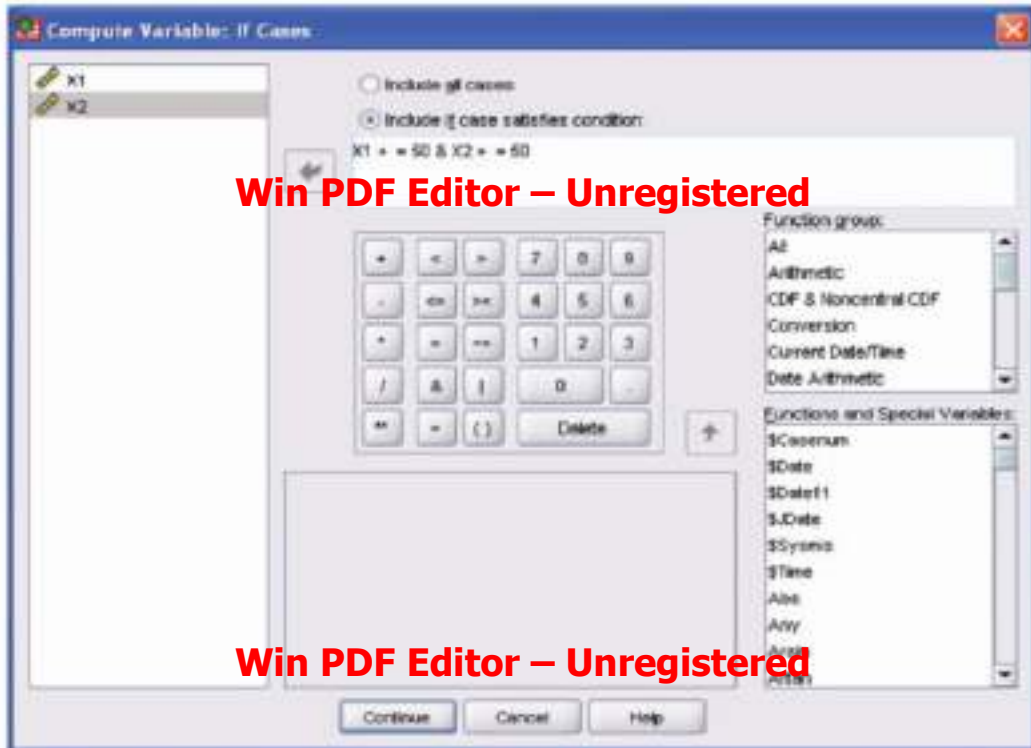 Compute Variable: If Cases
X1
X2
Include all cases
Include if case satisfies condition:
X1 + = 50 & X2 + = 50
Win PDF Editor – Unregistered
Function group:
All
Arithmetic
CDF & Noncentral CDF
Conversion
Current Date/Time
Date Arithmetic
+ < > 7 8 9
- <= >= 4 5 6
* = ~= 1 2 3
/ & | 0 .
** ~ ( ) Delete
Functions and Special Variables:
$Casenum
$Date
$Date11
$JDate
$Sysmis
$Time
Abs
Any
Arsin
Artan
Win PDF Editor – Unregistered
Continue Cancel Help